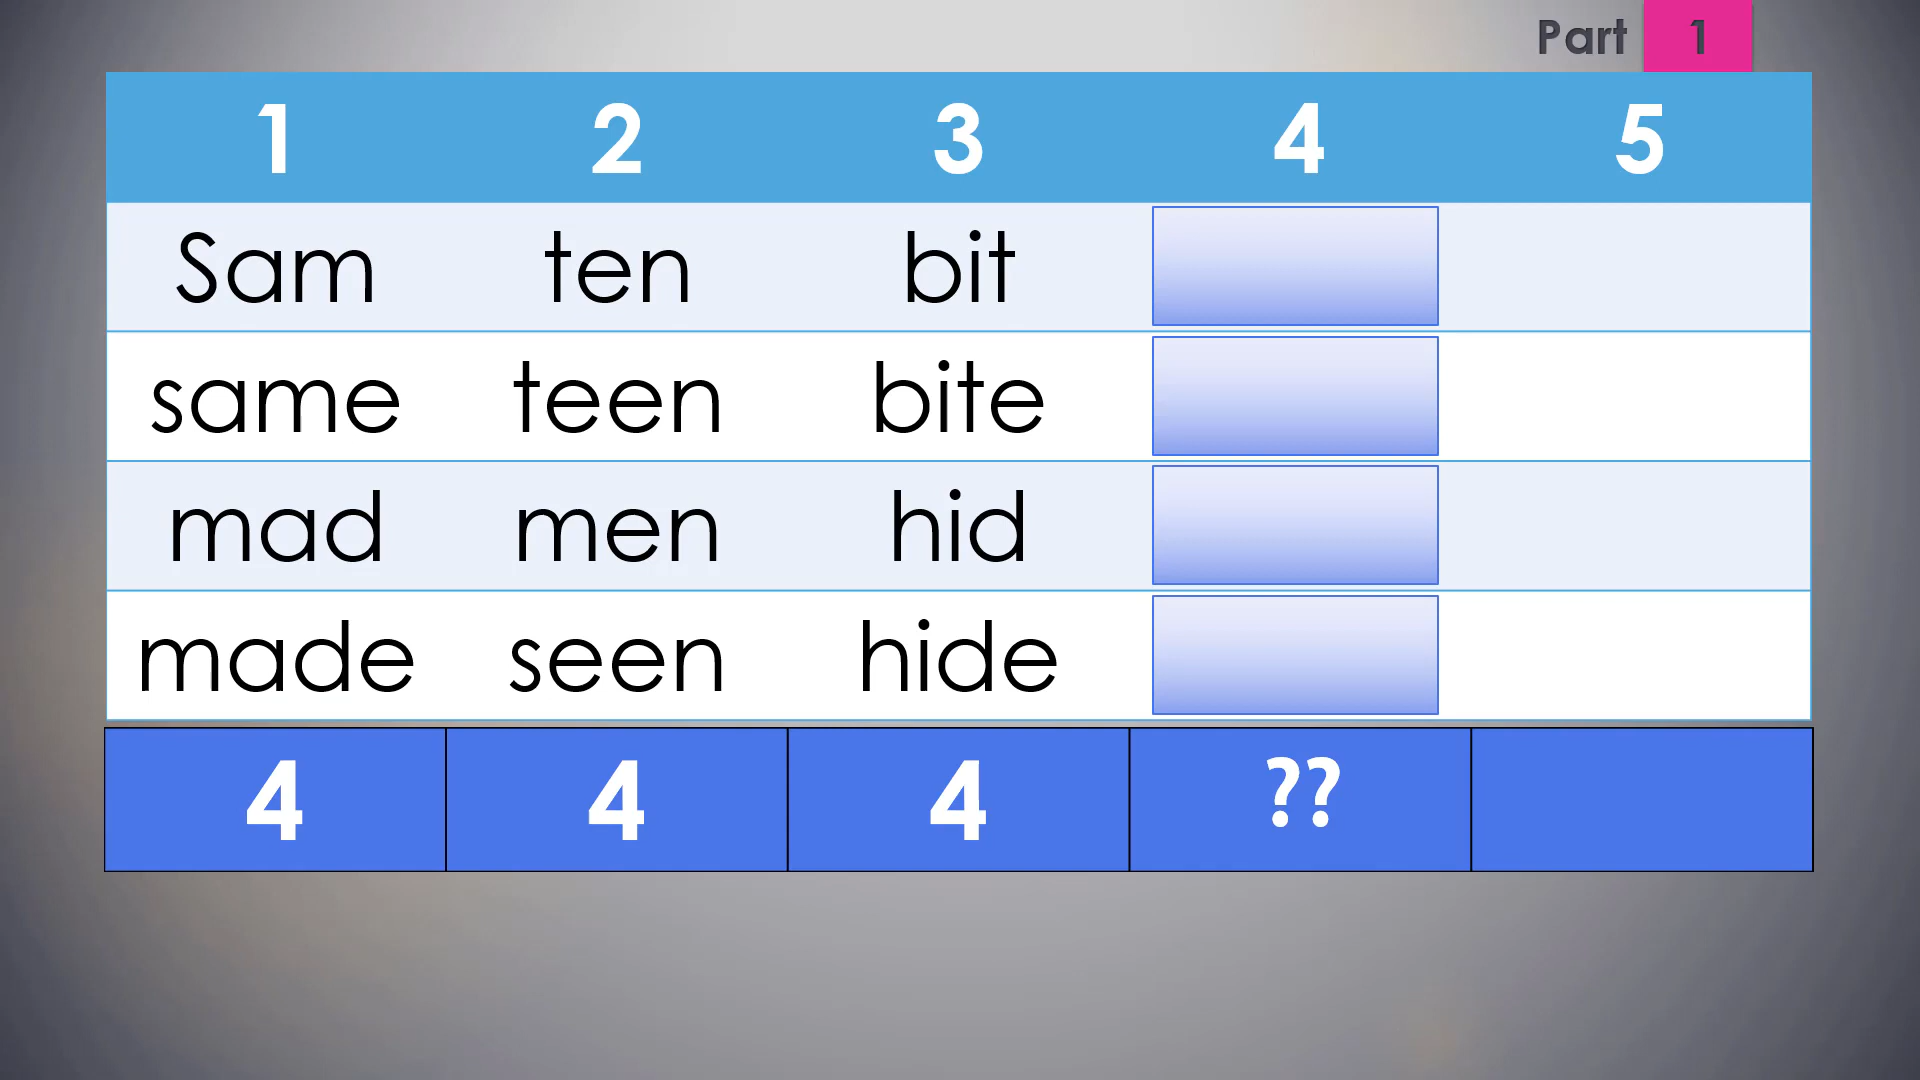 Part 1
1 2 3 4 5
Sam ten bit
same teen bite
mad men hid
made seen hide
4 4 4 ??